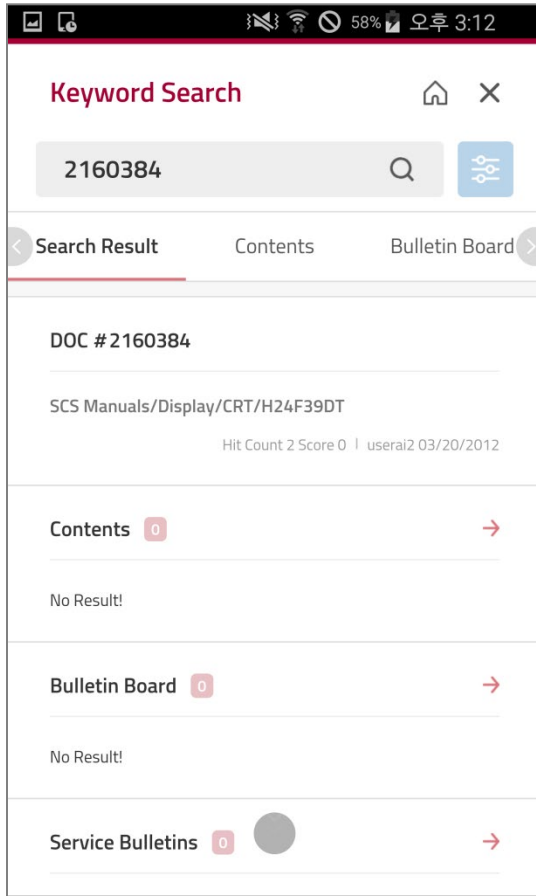 58% 오후 3:12
Keyword Search
2160384
Search Result Contents Bulletin Board
DOC #2160384
SCS Manuals/Display/CRT/H24F39DT
Hit Count 2 Score 0 | userai2 03/20/2012
Contents 0
No Result!
Bulletin Board 0
No Result!
Service Bulletins 0